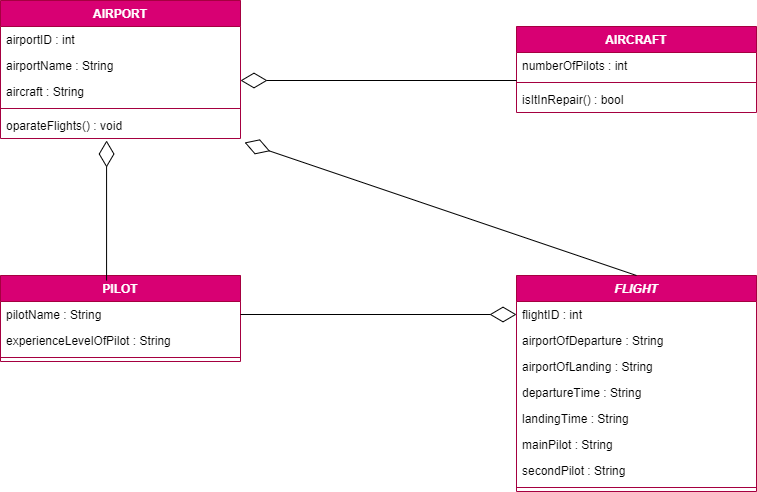 AIRPORT
airportID : int
airportName : String
aircraft : String
oparateFlights() : void
AIRCRAFT
numberOfPilots : int
isItInRepair() : bool
PILOT
pilotName : String
experienceLevelOfPilot : String
FLIGHT
flightID : int
airportOfDeparture : String
airportOfLanding : String
departureTime : String
landingTime : String
mainPilot : String
secondPilot : String